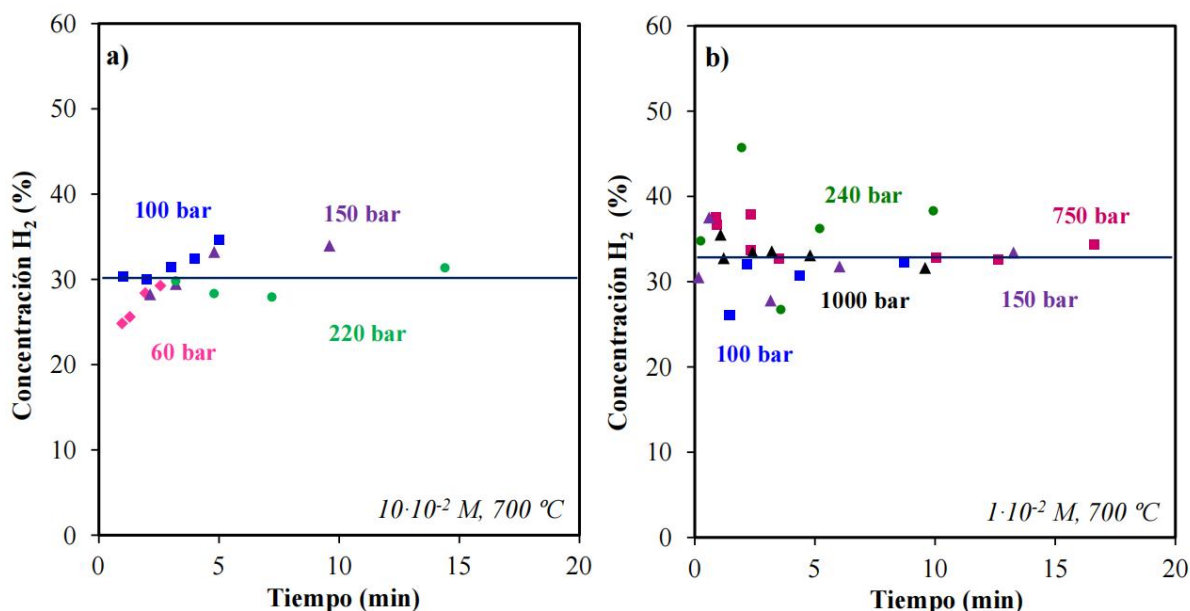 a)
Concentración H₂ (%)
60
50
40
30
20
10
0
100 bar
150 bar
60 bar
220 bar
10·10⁻² M, 700 ºC
0 5 10 15 20
Tiempo (min)
b)
Concentración H₂ (%)
60
50
40
30
20
10
0
240 bar
750 bar
1000 bar
150 bar
100 bar
1·10⁻² M, 700 ºC
0 5 10 15 20
Tiempo (min)